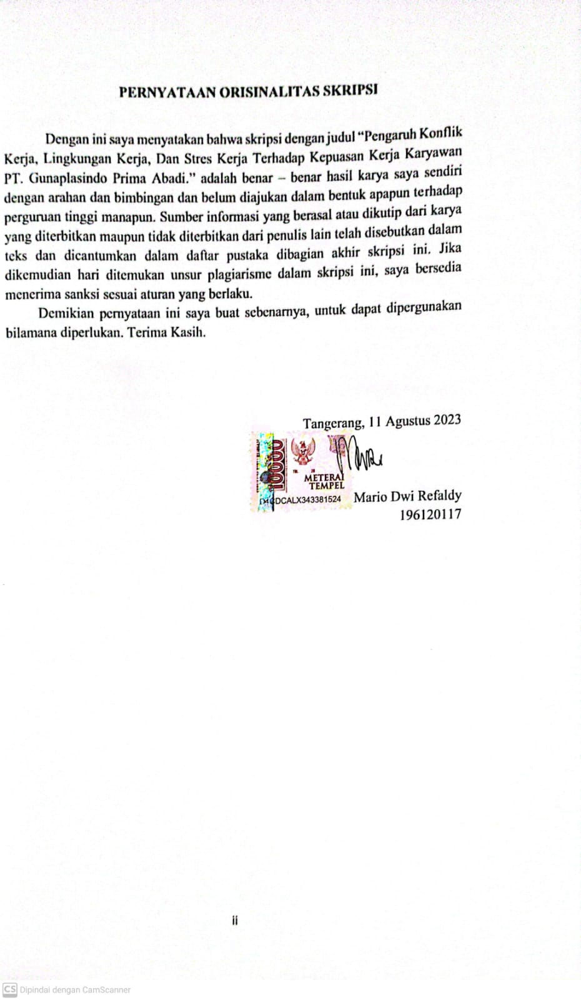 PERNYATAAN ORISINALITAS SKRIPSI
Dengan ini saya menyatakan bahwa skripsi dengan judul “Pengaruh Konflik
Kerja, Lingkungan Kerja, Dan Stres Kerja Terhadap Kepuasan Kerja Karyawan
PT. Gunaplasindo Prima Abadi.” adalah benar – benar hasil karya saya sendiri
dengan arahan dan bimbingan dan belum diajukan dalam bentuk apapun terhadap
perguruan tinggi manapun. Sumber informasi yang berasal atau dikutip dari karya
yang diterbitkan maupun tidak diterbitkan dari penulis lain telah disebutkan dalam
teks dan dicantumkan dalam daftar pustaka dibagian akhir skripsi ini. Jika
dikemudian hari ditemukan unsur plagiarisme dalam skripsi ini, saya bersedia
menerima sanksi sesuai aturan yang berlaku.
Demikian pernyataan ini saya buat sebenarnya, untuk dapat dipergunakan
bilamana diperlukan. Terima Kasih.
Tangerang, 11 Agustus 2023
10000
TGL. 20
METERAI
TEMPEL
DCALX343381524
Mario Dwi Refaldy
196120117
ii
CS Dipindai dengan CamScanner